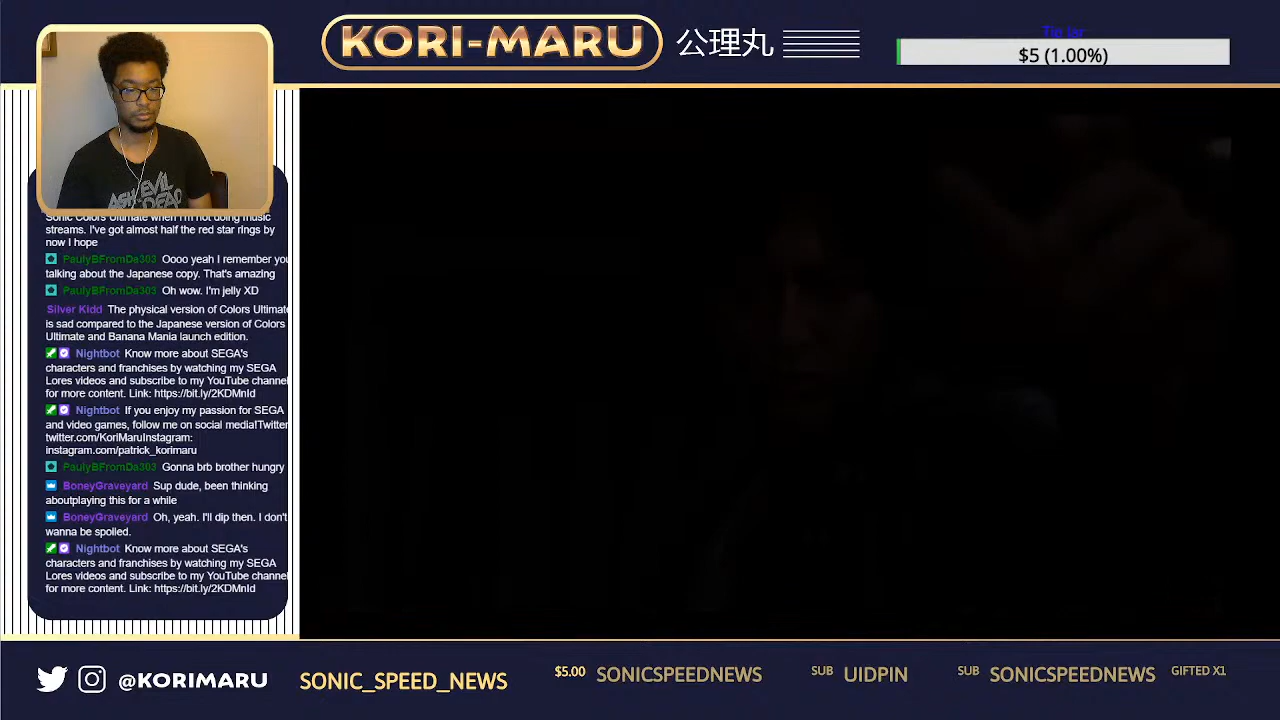 KORI-MARU 公理丸
Tip Jar
$5 (1.00%)
ASH EVIL
DEAD
Sonic Colors Ultimate when I'm not doing music
streams. I've got almost half the red star rings by
now I hope
PaulyBFromDa303 Oooo yeah I remember you
talking about the Japanese copy. That's amazing
PaulyBFromDa303 Oh wow. I'm jelly XD
Silver Kidd The physical version of Colors Ultimate
is sad compared to the Japanese version of Colors
Ultimate and Banana Mania launch edition.
Nightbot Know more about SEGA's
characters and franchises by watching my SEGA
Lores videos and subscribe to my YouTube channel
for more content. Link: https://bit.ly/2KDMnId
Nightbot If you enjoy my passion for SEGA
and video games, follow me on social media!Twitter
twitter.com/KoriMaruInstagram:
instagram.com/patrick_korimaru
PaulyBFromDa303 Gonna brb brother hungry
BoneyGraveyard Sup dude, been thinking
aboutplaying this for a while
BoneyGraveyard Oh, yeah. I'll dip then. I don't
wanna be spoiled.
Nightbot Know more about SEGA's
characters and franchises by watching my SEGA
Lores videos and subscribe to my YouTube channel
for more content. Link: https://bit.ly/2KDMnId
@KORIMARU SONIC_SPEED_NEWS $5.00 SONICSPEEDNEWS SUB UIDPIN SUB SONICSPEEDNEWS GIFTED X1